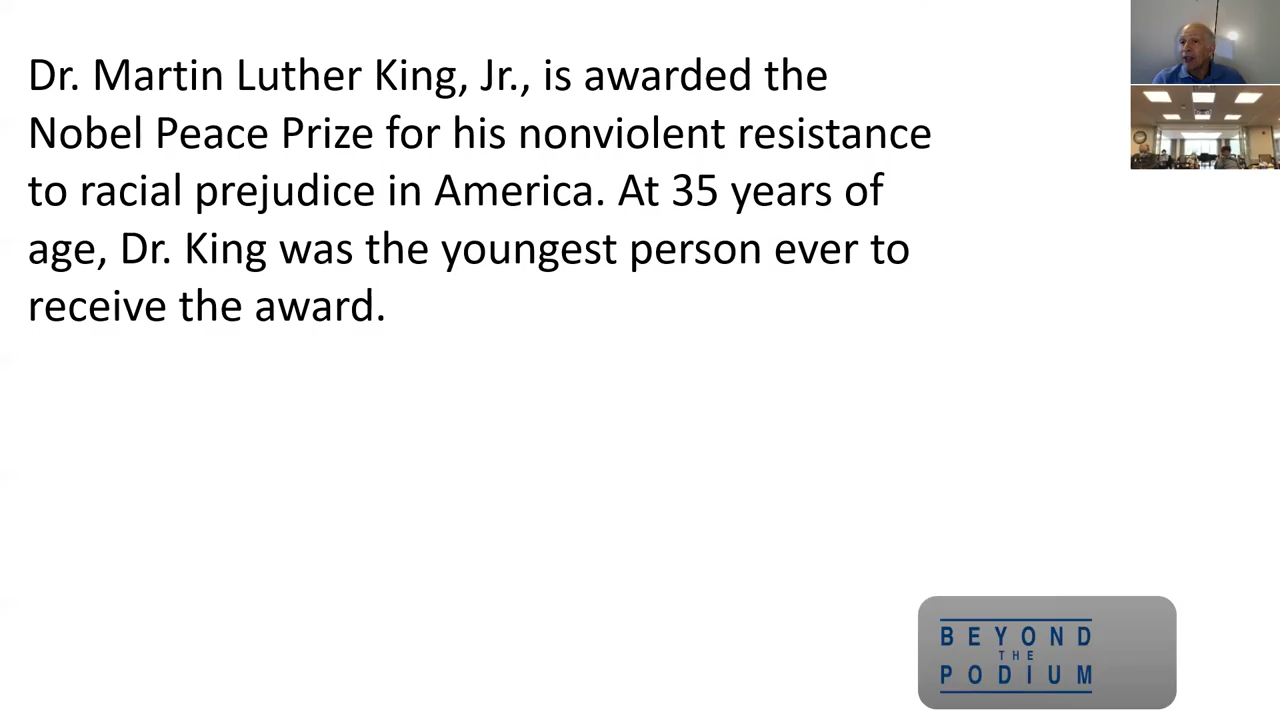 Dr. Martin Luther King, Jr., is awarded the
Nobel Peace Prize for his nonviolent resistance
to racial prejudice in America. At 35 years of
age, Dr. King was the youngest person ever to
receive the award.
BEYOND
THE
PODIUM